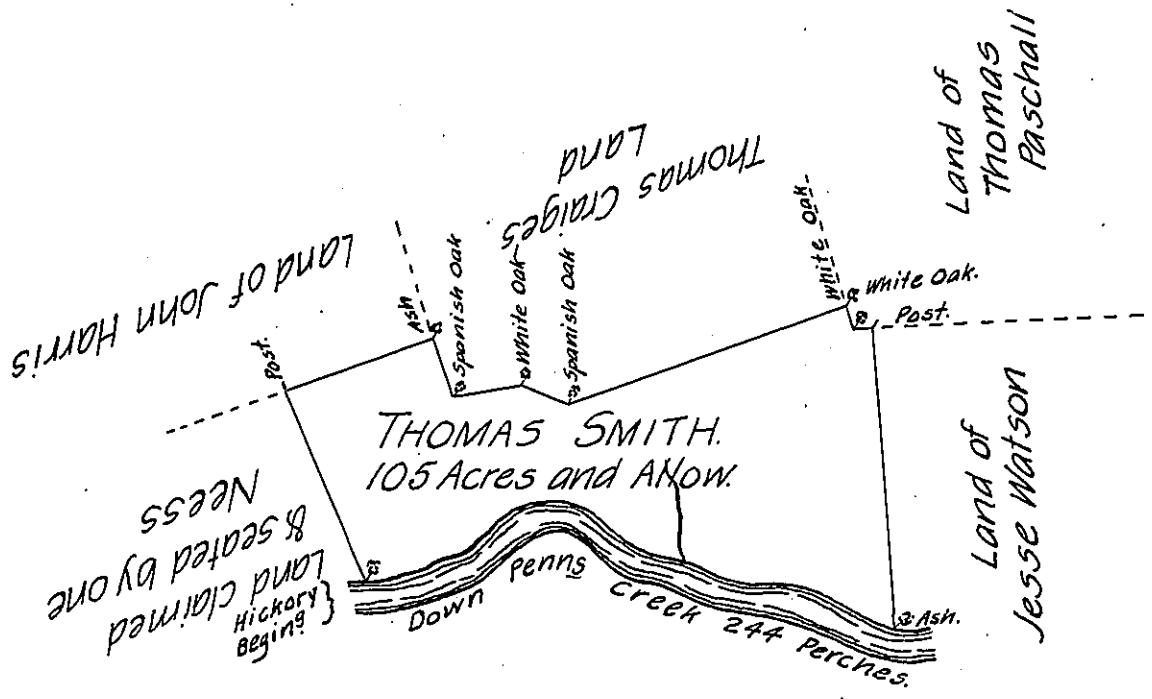 Land of
Thomas
Paschall
Thomas Craiges
Land
Land of John Harris
Post.
Ash
Spanish Oak
White Oak
Spanish Oak
White Oak
White Oak.
Post.
THOMAS SMITH.
105 Acres and Allow.
Land claimed
& seated by one
Neess
Hickory
Begin.g
Down Penns Creek 244 Perches.
Ash.
Land of
Jesse Watson